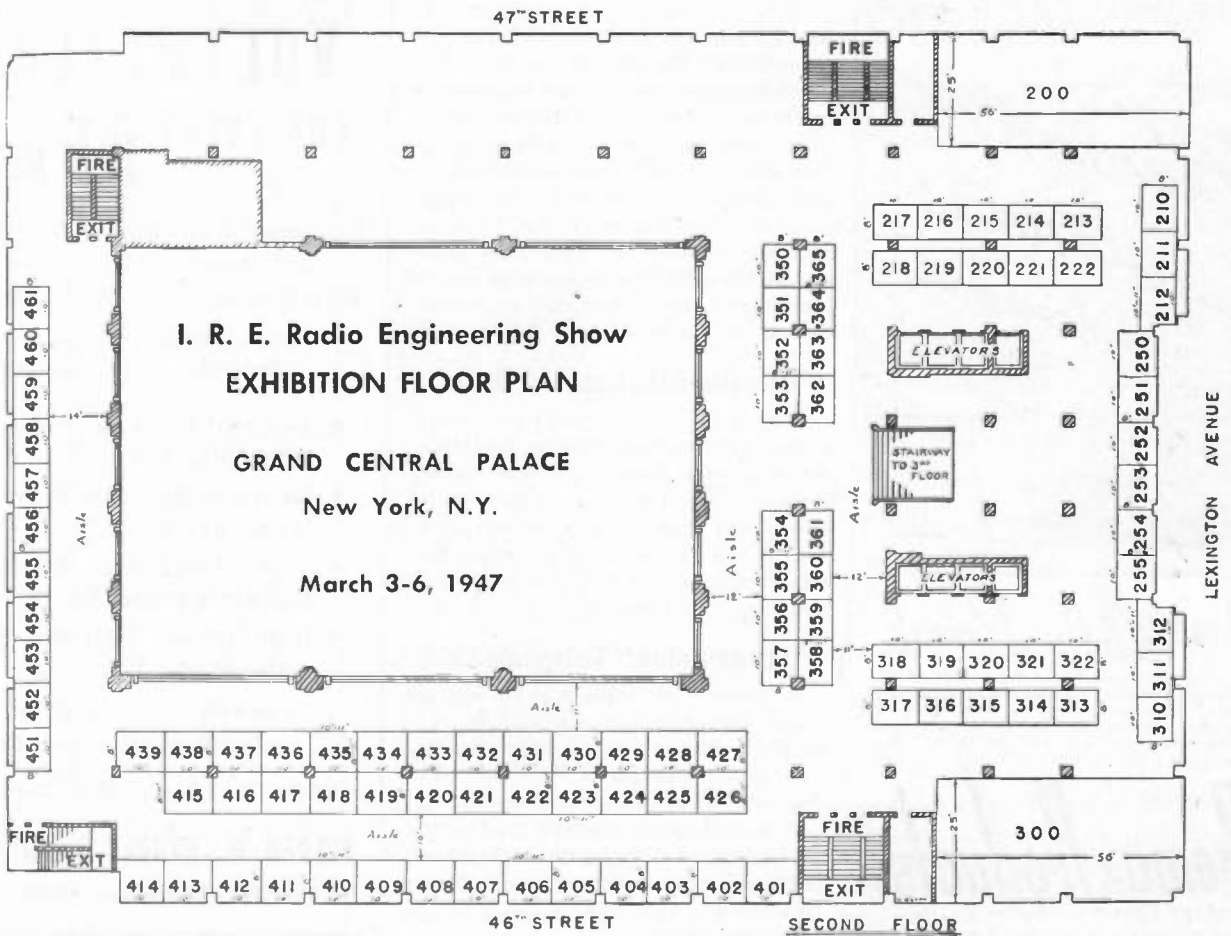 47TH STREET
FIRE
EXIT
25'
200
56'
FIRE
EXIT
217 216 215 214 213
218 219 220 221 222
210
211
212
350 365
351 364
352 363
353 362
ELEVATORS
250
251
252
253
254
255
461
460
459
458
457
456
455
454
453
452
451
14'
Aisle
I. R. E. Radio Engineering Show
EXHIBITION FLOOR PLAN
GRAND CENTRAL PALACE
New York, N.Y.
March 3-6, 1947
STAIRWAY
TO 3RD
FLOOR
Aisle
LEXINGTON AVENUE
Aisle
12'
354 361
355 360
356 359
357 358
12'
11'
ELEVATORS
312
311
310
318 319 320 321 322
317 316 315 314 313
Aisle
439 438 437 436 435 434 433 432 431 430 429 428 427
415 416 417 418 419 420 421 422 423 424 425 426
Aisle
FIRE
EXIT
414 413 412 411 410 409 408 407 406 405 404 403 402 401
FIRE
EXIT
25'
300
56'
46TH STREET
SECOND FLOOR